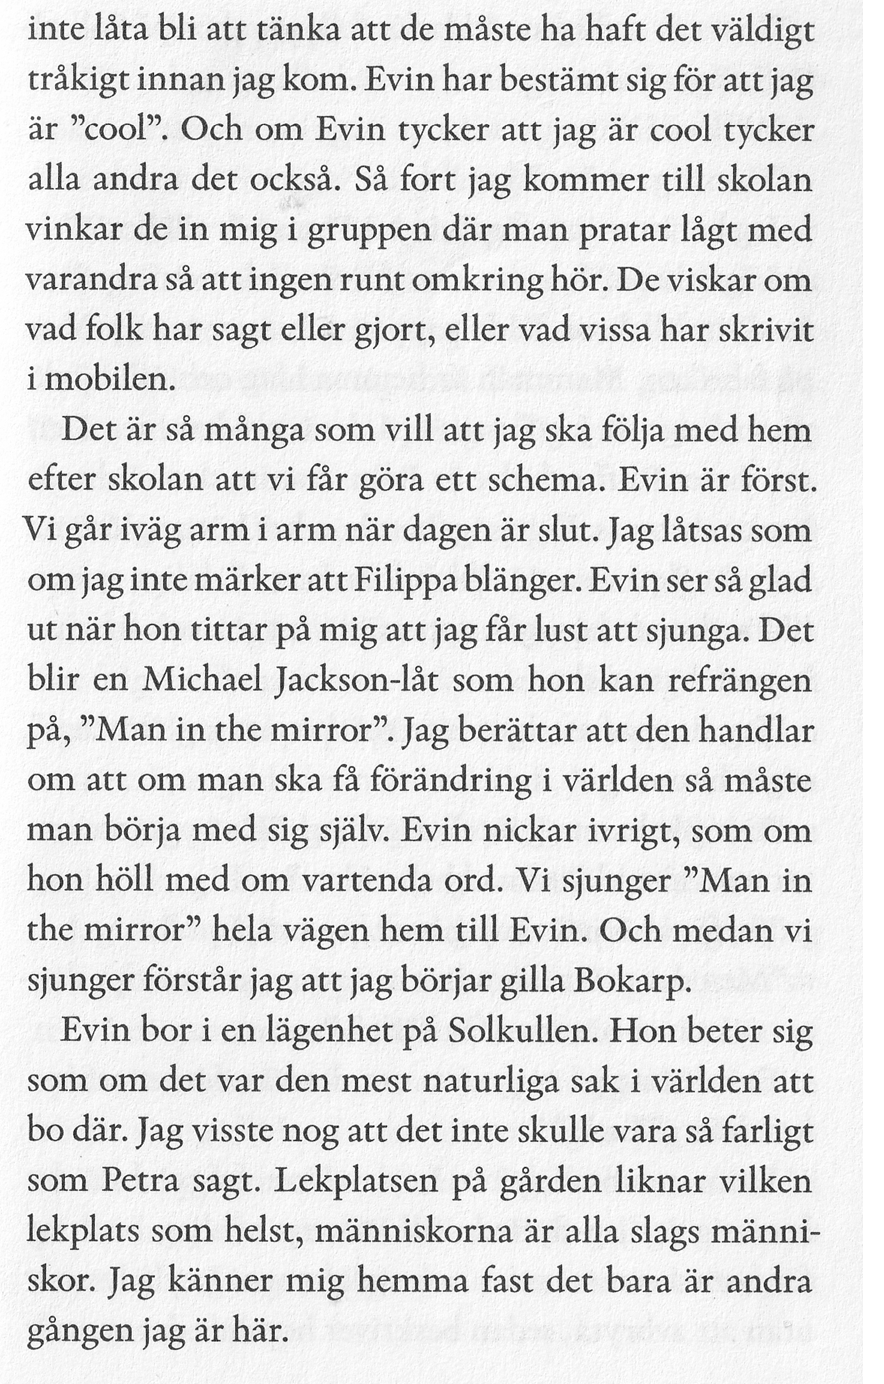 inte låta bli att tänka att de måste ha haft det väldigt
tråkigt innan jag kom. Evin har bestämt sig för att jag
är ”cool”. Och om Evin tycker att jag är cool tycker
alla andra det också. Så fort jag kommer till skolan
vinkar de in mig i gruppen där man pratar lågt med
varandra så att ingen runt omkring hör. De viskar om
vad folk har sagt eller gjort, eller vad vissa har skrivit
i mobilen.
Det är så många som vill att jag ska följa med hem
efter skolan att vi får göra ett schema. Evin är först.
Vi går iväg arm i arm när dagen är slut. Jag låtsas som
om jag inte märker att Filippa blänger. Evin ser så glad
ut när hon tittar på mig att jag får lust att sjunga. Det
blir en Michael Jackson-låt som hon kan refrängen
på, ”Man in the mirror”. Jag berättar att den handlar
om att om man ska få förändring i världen så måste
man börja med sig själv. Evin nickar ivrigt, som om
hon höll med om vartenda ord. Vi sjunger ”Man in
the mirror” hela vägen hem till Evin. Och medan vi
sjunger förstår jag att jag börjar gilla Bokarp.
Evin bor i en lägenhet på Solkullen. Hon beter sig
som om det var den mest naturliga sak i världen att
bo där. Jag visste nog att det inte skulle vara så farligt
som Petra sagt. Lekplatsen på gården liknar vilken
lekplats som helst, människorna är alla slags männi-
skor. Jag känner mig hemma fast det bara är andra
gången jag är här.